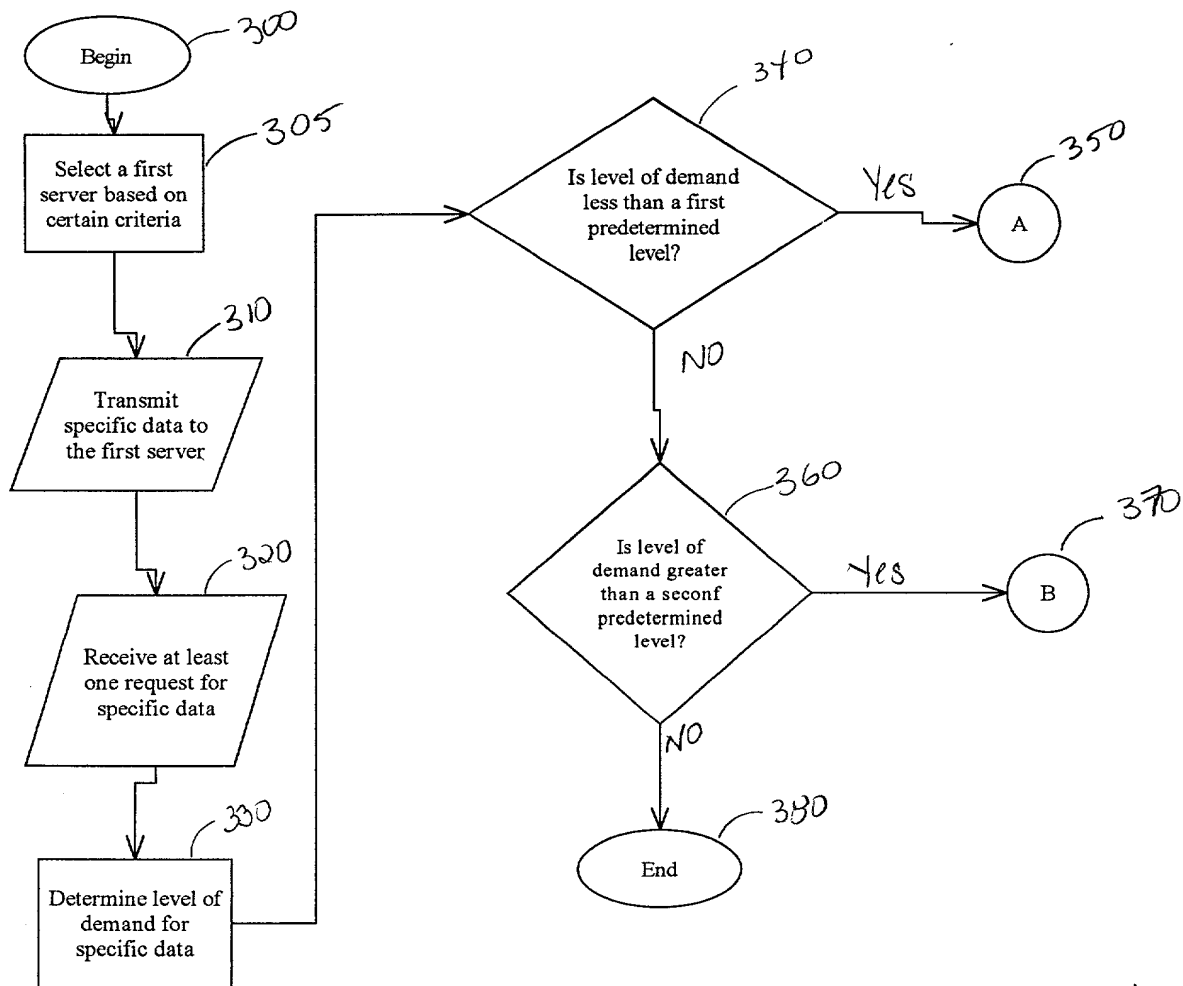 Begin
300
Select a first
server based on
certain criteria
305
310
Transmit
specific data to
the first server
320
Receive at least
one request for
specific data
330
Determine level of
demand for
specific data
340
Is level of demand
less than a first
predetermined
level?
Yes
350
A
NO
360
Is level of
demand greater
than a seconf
predetermined
level?
Yes
370
B
NO
380
End